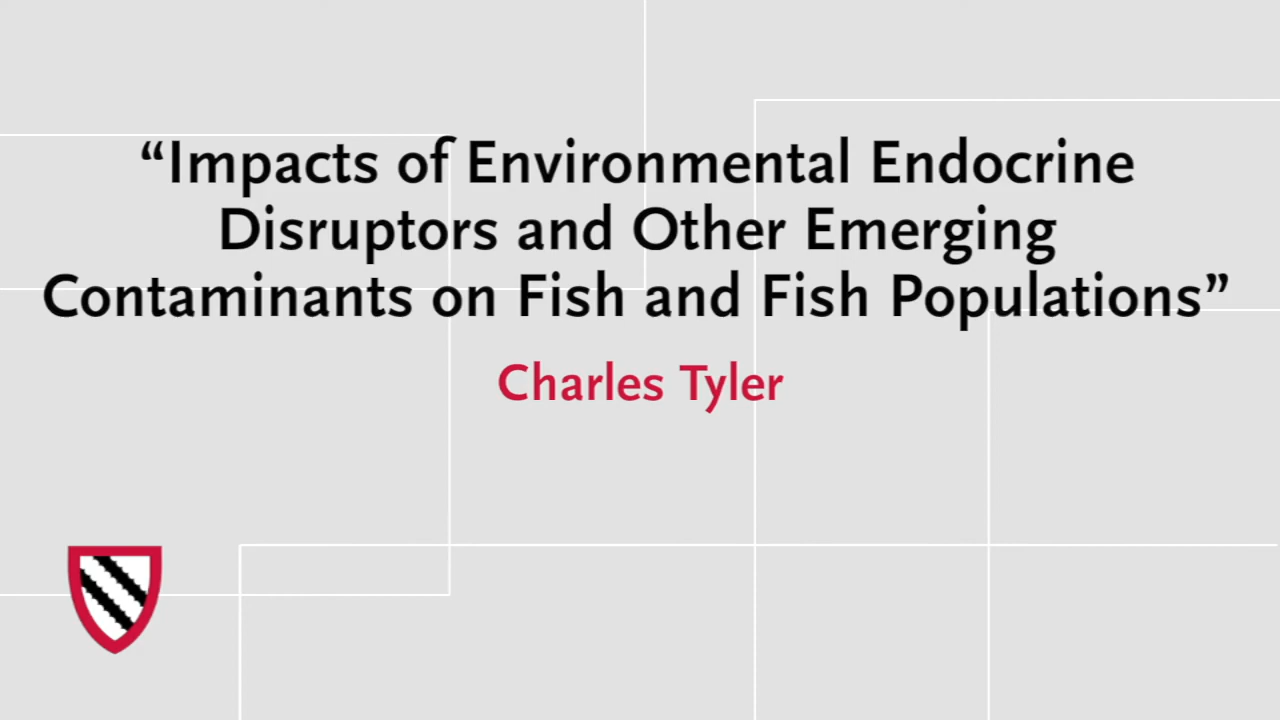 “Impacts of Environmental Endocrine
Disruptors and Other Emerging
Contaminants on Fish and Fish Populations”
Charles Tyler